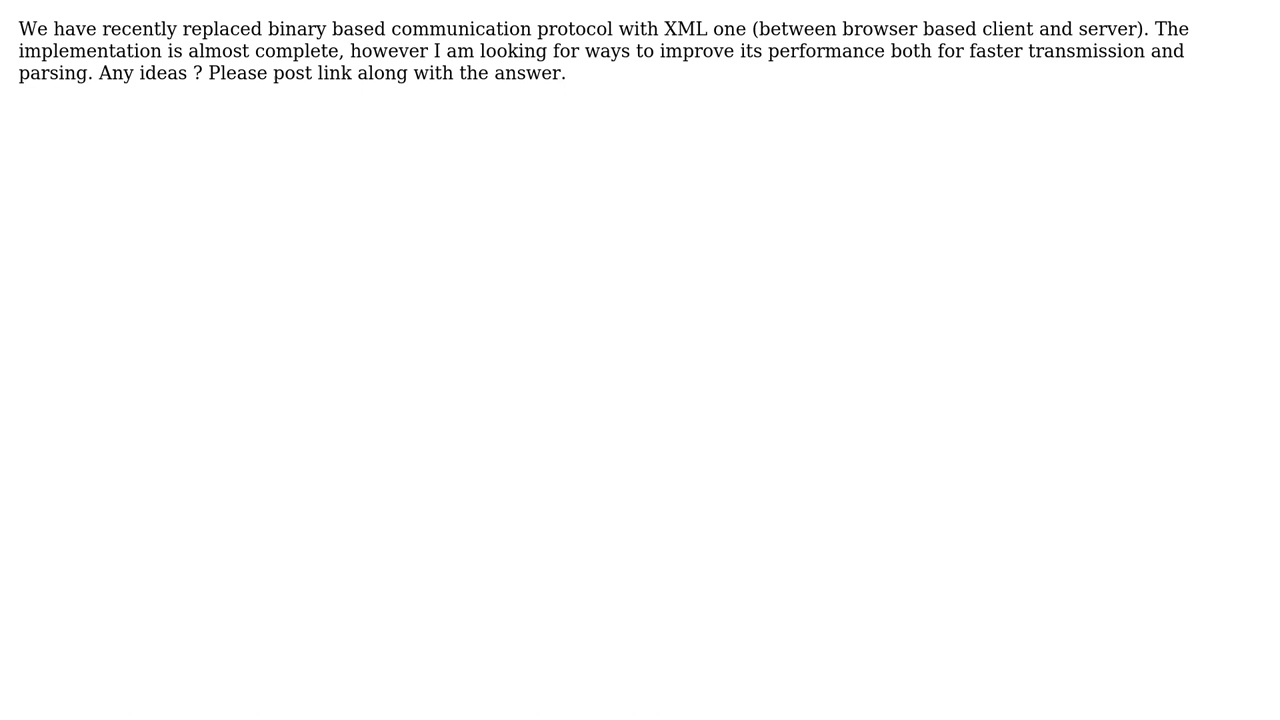 We have recently replaced binary based communication protocol with XML one (between browser based client and server). The
implementation is almost complete, however I am looking for ways to improve its performance both for faster transmission and
parsing. Any ideas ? Please post link along with the answer.